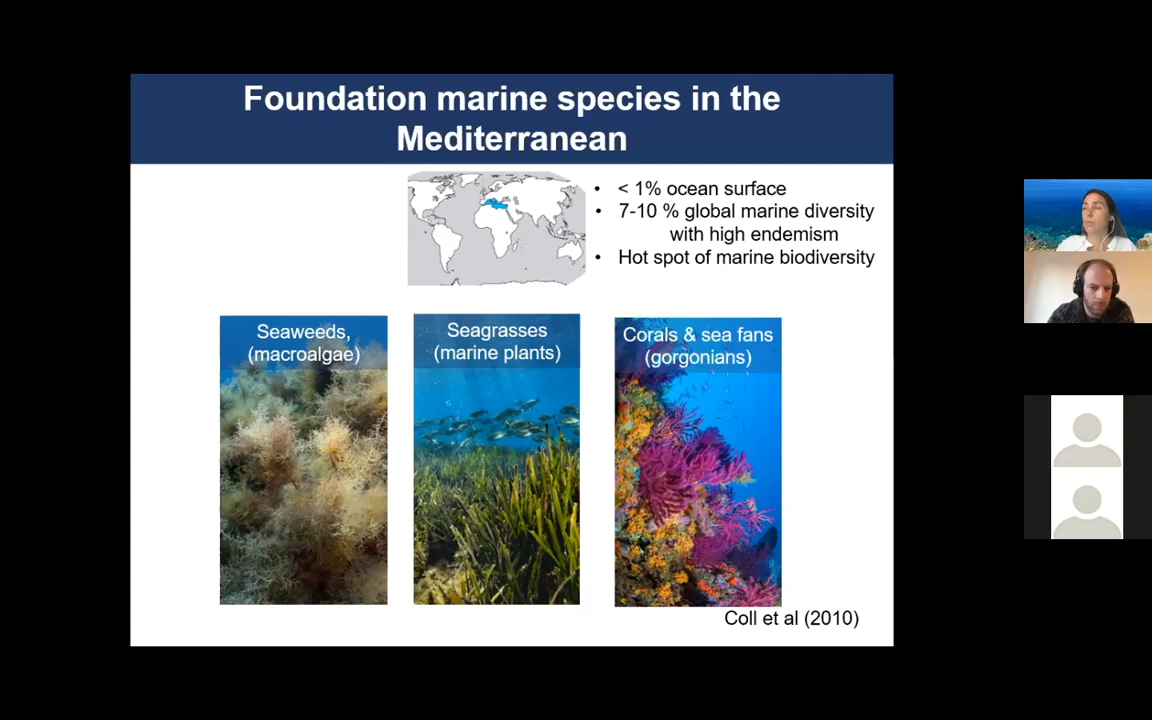 Foundation marine species in the
Mediterranean
• < 1% ocean surface
• 7-10 % global marine diversity
with high endemism
• Hot spot of marine biodiversity
Seaweeds,
(macroalgae)
Seagrasses
(marine plants)
Corals & sea fans
(gorgonians)
Coll et al (2010)